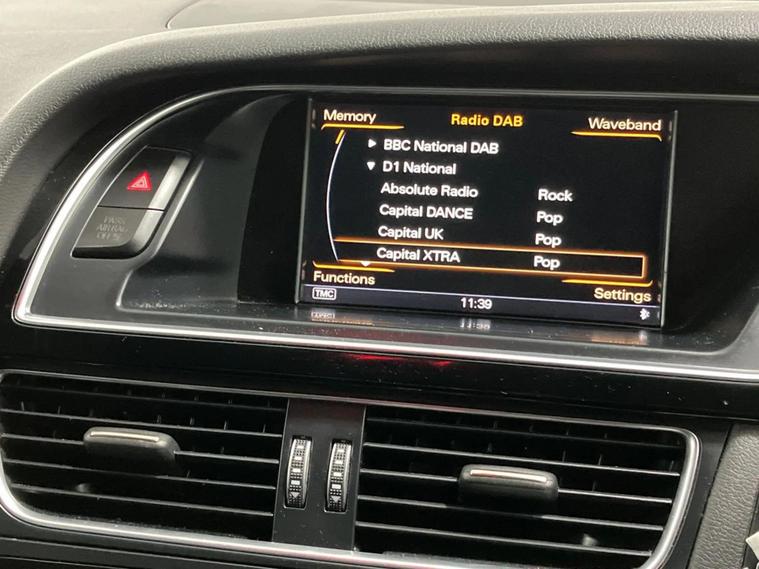 Memory
Radio DAB
Waveband
BBC National DAB
D1 National
Absolute Radio Rock
Capital DANCE Pop
Capital UK Pop
Capital XTRA Pop
Functions
Settings
TMC
11:39
PASS
AIRBAG
OFF